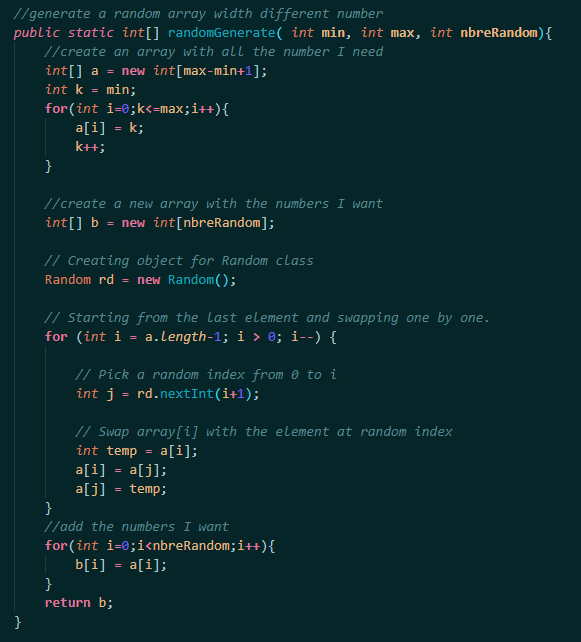 //generate a random array width different number
public static int[] randomGenerate( int min, int max, int nbreRandom){
    //create an array with all the number I need
    int[] a = new int[max-min+1];
    int k = min;
    for(int i=0;k<=max;i++){
        a[i] = k;
        k++;
    }

    //create a new array with the numbers I want
    int[] b = new int[nbreRandom];

    // Creating object for Random class
    Random rd = new Random();

    // Starting from the last element and swapping one by one.
    for (int i = a.length-1; i > 0; i--) {

        // Pick a random index from 0 to i
        int j = rd.nextInt(i+1);

        // Swap array[i] with the element at random index
        int temp = a[i];
        a[i] = a[j];
        a[j] = temp;
    }
    //add the numbers I want
    for(int i=0;i<nbreRandom;i++){
        b[i] = a[i];
    }
    return b;
}